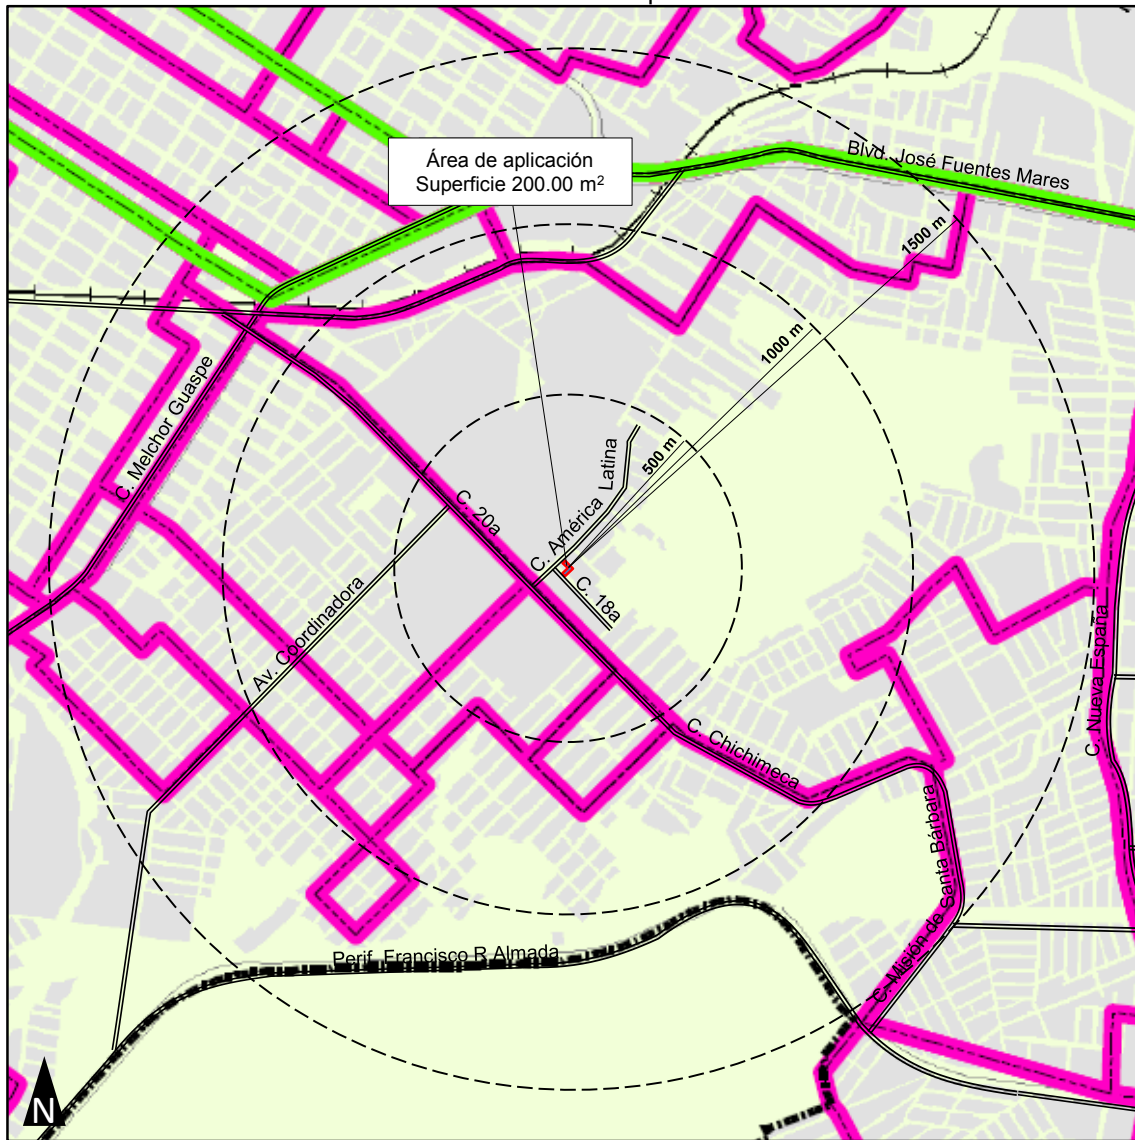 Área de aplicación
Superficie 200.00 m²
Blvd. José Fuentes Mares
1500 m
1000 m
500 m
C. Melchor Guaspe
C. 20a
C. América Latina
C. 18a
Av. Coordinadora
C. Nueva España
C. Chichimeca
C. Misión de Santa Bárbara
Perif. Francisco R Almada
N